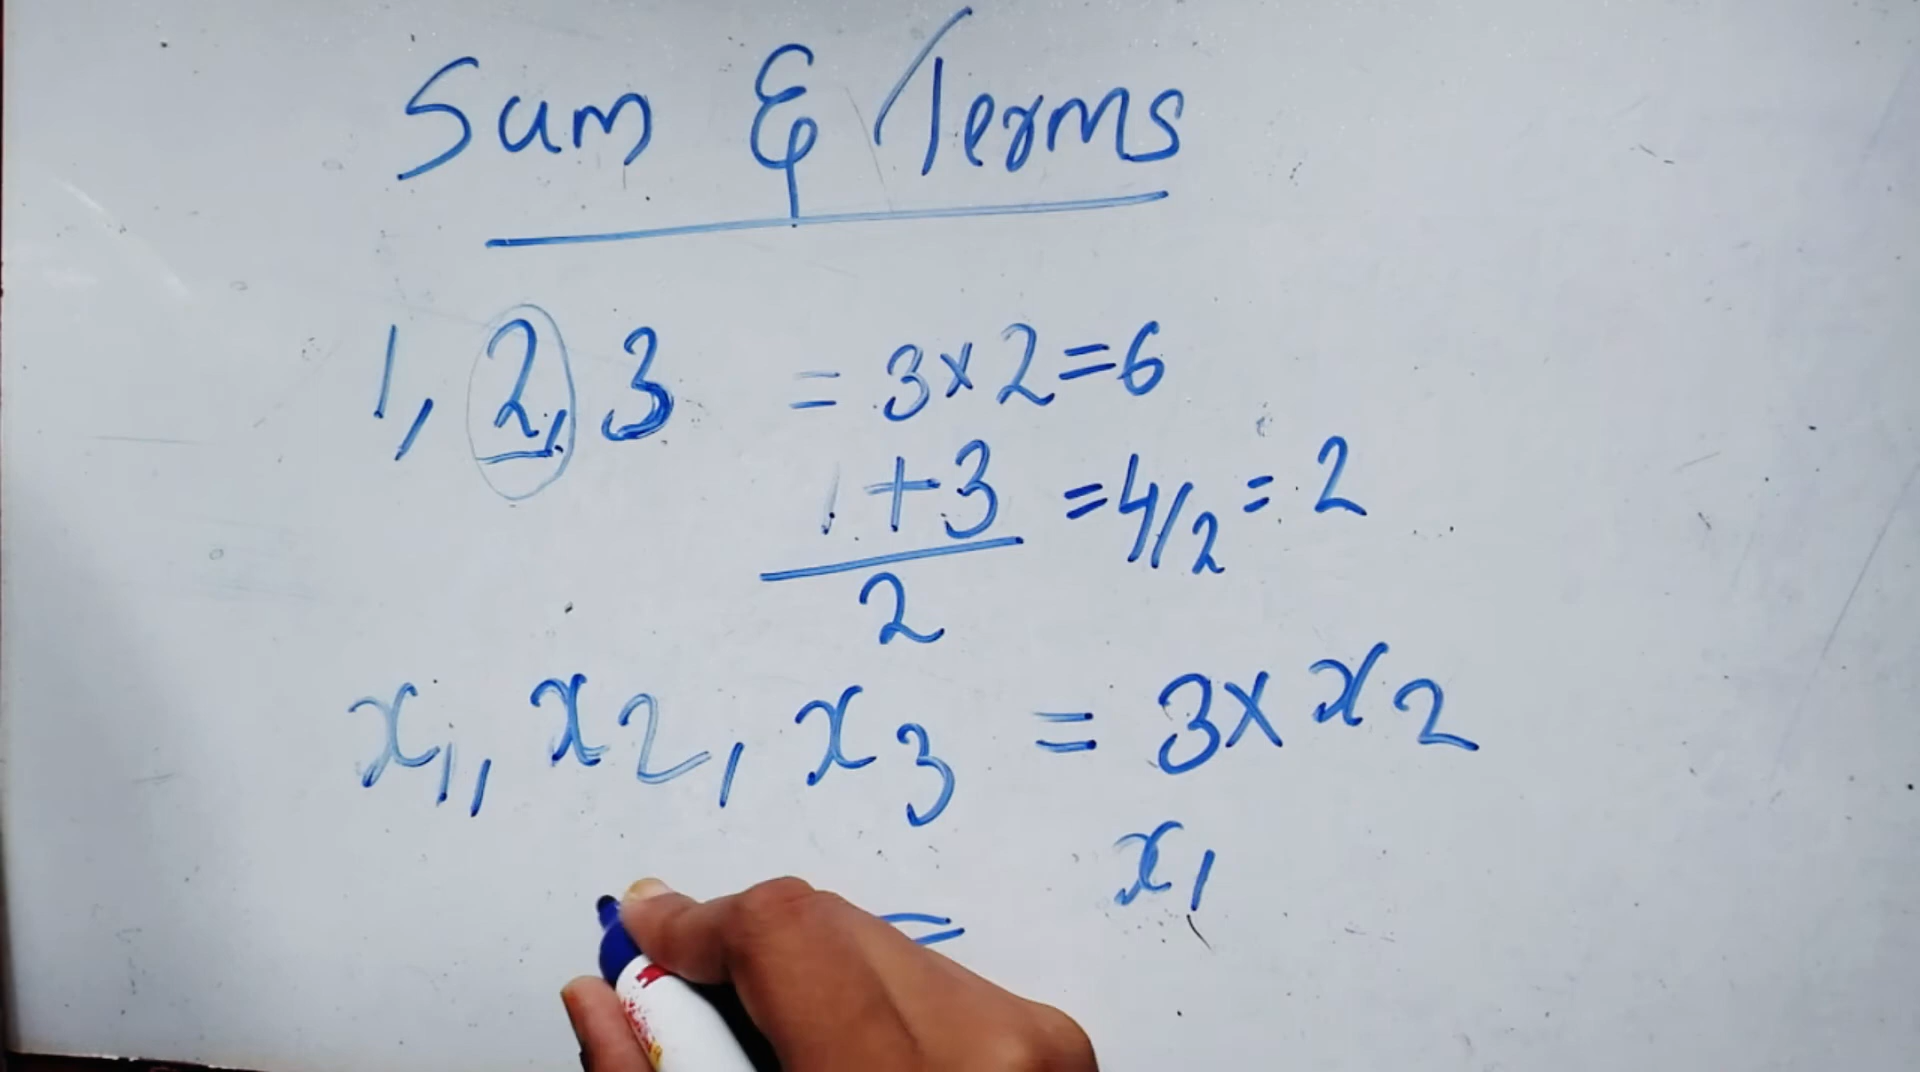 Sum & Terms
1, 2, 3 = 3×2=6
1+3 =4/2 = 2
2
x1, x2, x3 = 3× x2
x1
=